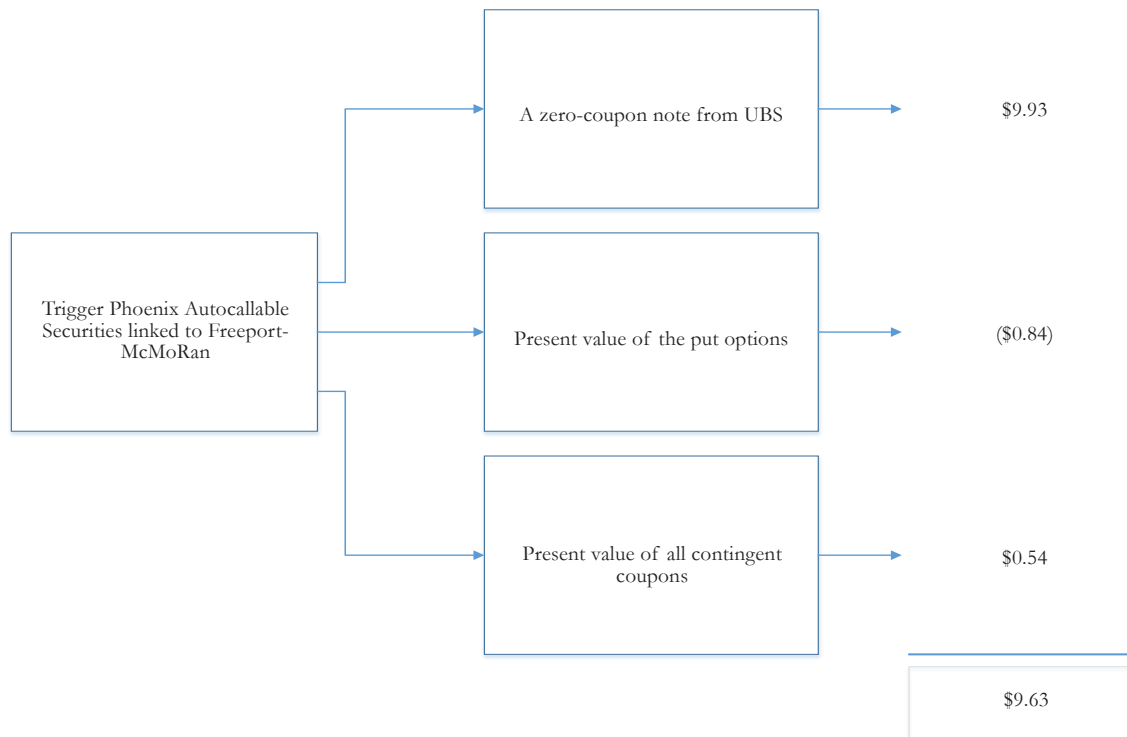 A zero-coupon note from UBS
$9.93
Trigger Phoenix Autocallable
Securities linked to Freeport-
McMoRan
Present value of the put options
($0.84)
Present value of all contingent
coupons
$0.54
$9.63